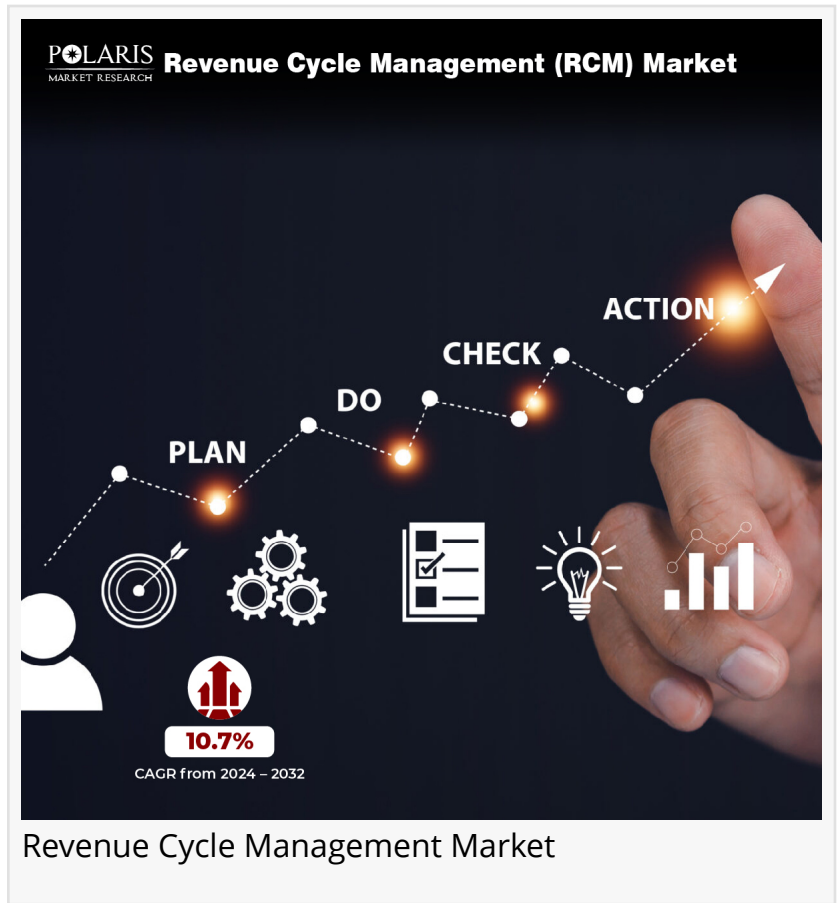 POLARIS
MARKET RESEARCH
Revenue Cycle Management (RCM) Market
ACTION
CHECK
DO
PLAN
10.7%
CAGR from 2024 – 2032
Revenue Cycle Management Market